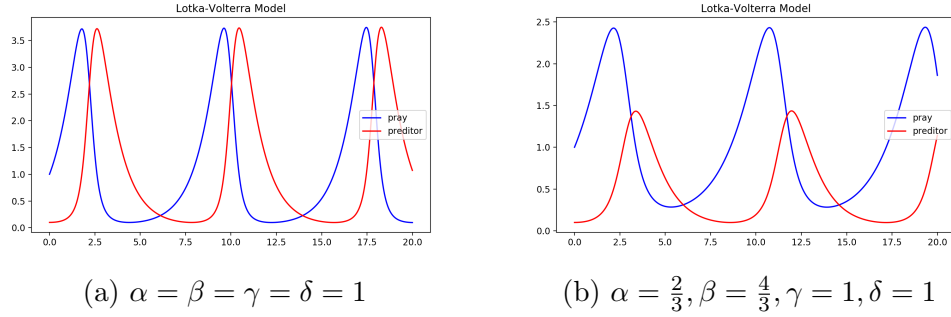 Lotka-Volterra Model
3.5
3.0
2.5
2.0
1.5
1.0
0.5
0.0
pray
preditor
0.0 2.5 5.0 7.5 10.0 12.5 15.0 17.5 20.0
(a) α = β = γ = δ = 1
Lotka-Volterra Model
2.5
2.0
1.5
1.0
0.5
0.0
pray
preditor
0.0 2.5 5.0 7.5 10.0 12.5 15.0 17.5 20.0
(b) α = 2/3, β = 4/3, γ = 1, δ = 1